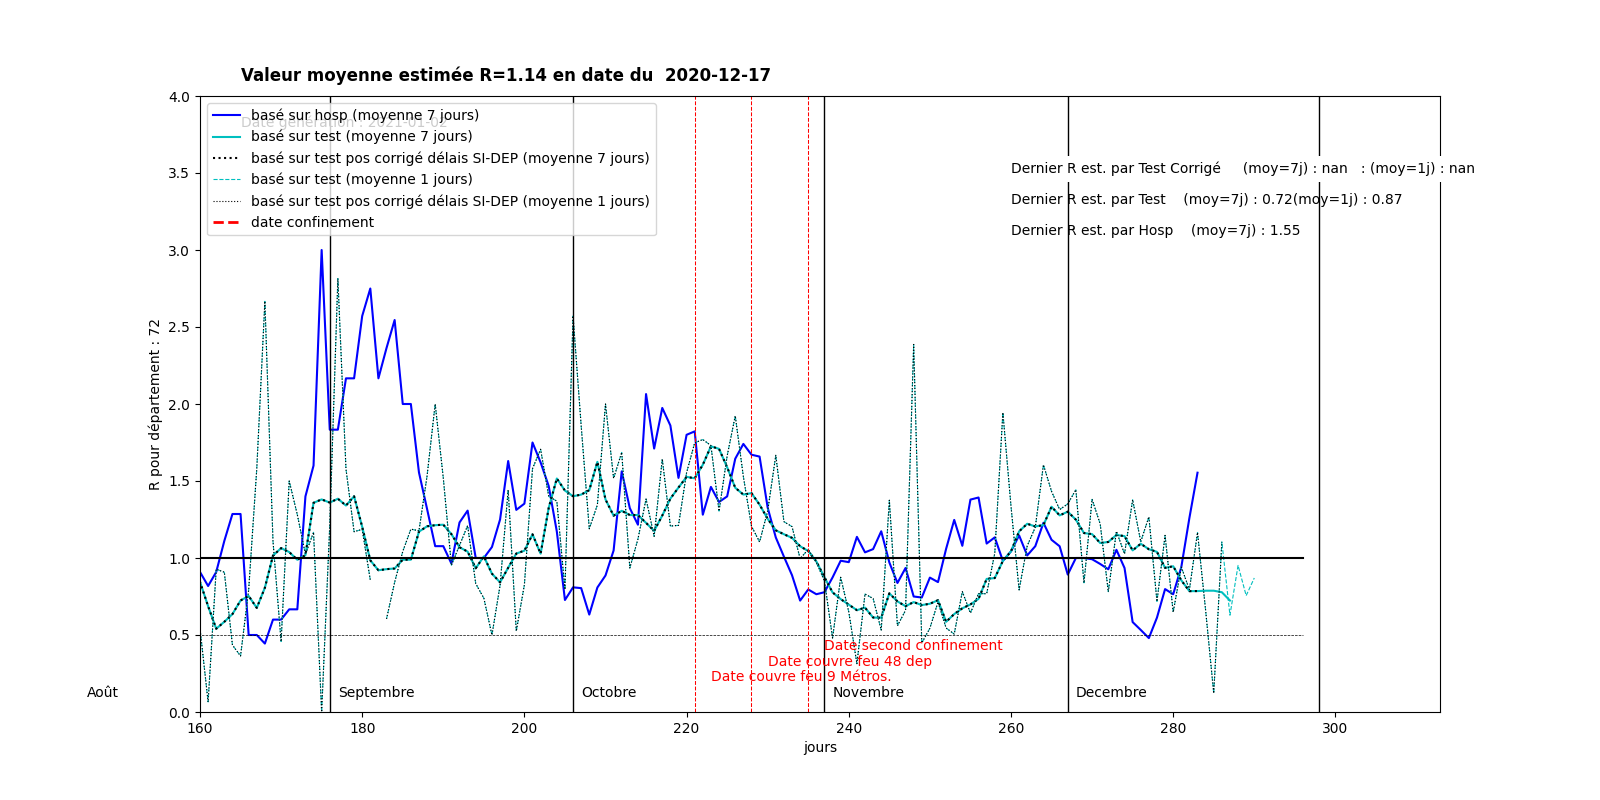 Valeur moyenne estimée R=1.14 en date du  2020-12-17
Date génération : 2021-01-02
basé sur hosp (moyenne 7 jours)
basé sur test (moyenne 7 jours)
basé sur test pos corrigé délais SI-DEP (moyenne 7 jours)
basé sur test (moyenne 1 jours)
basé sur test pos corrigé délais SI-DEP (moyenne 1 jours)
date confinement
Dernier R est. par Test Corrigé     (moy=7j) : nan   : (moy=1j) : nan
Dernier R est. par Test    (moy=7j) : 0.72(moy=1j) : 0.87
Dernier R est. par Hosp    (moy=7j) : 1.55
4.0
3.5
3.0
2.5
2.0
1.5
1.0
0.5
0.0
R pour département : 72
Date second confinement
Date couvre feu 48 dep
Date couvre feu 9 Métros.
Août
Septembre
Octobre
Novembre
Decembre
160
180
200
220
240
260
280
300
jours